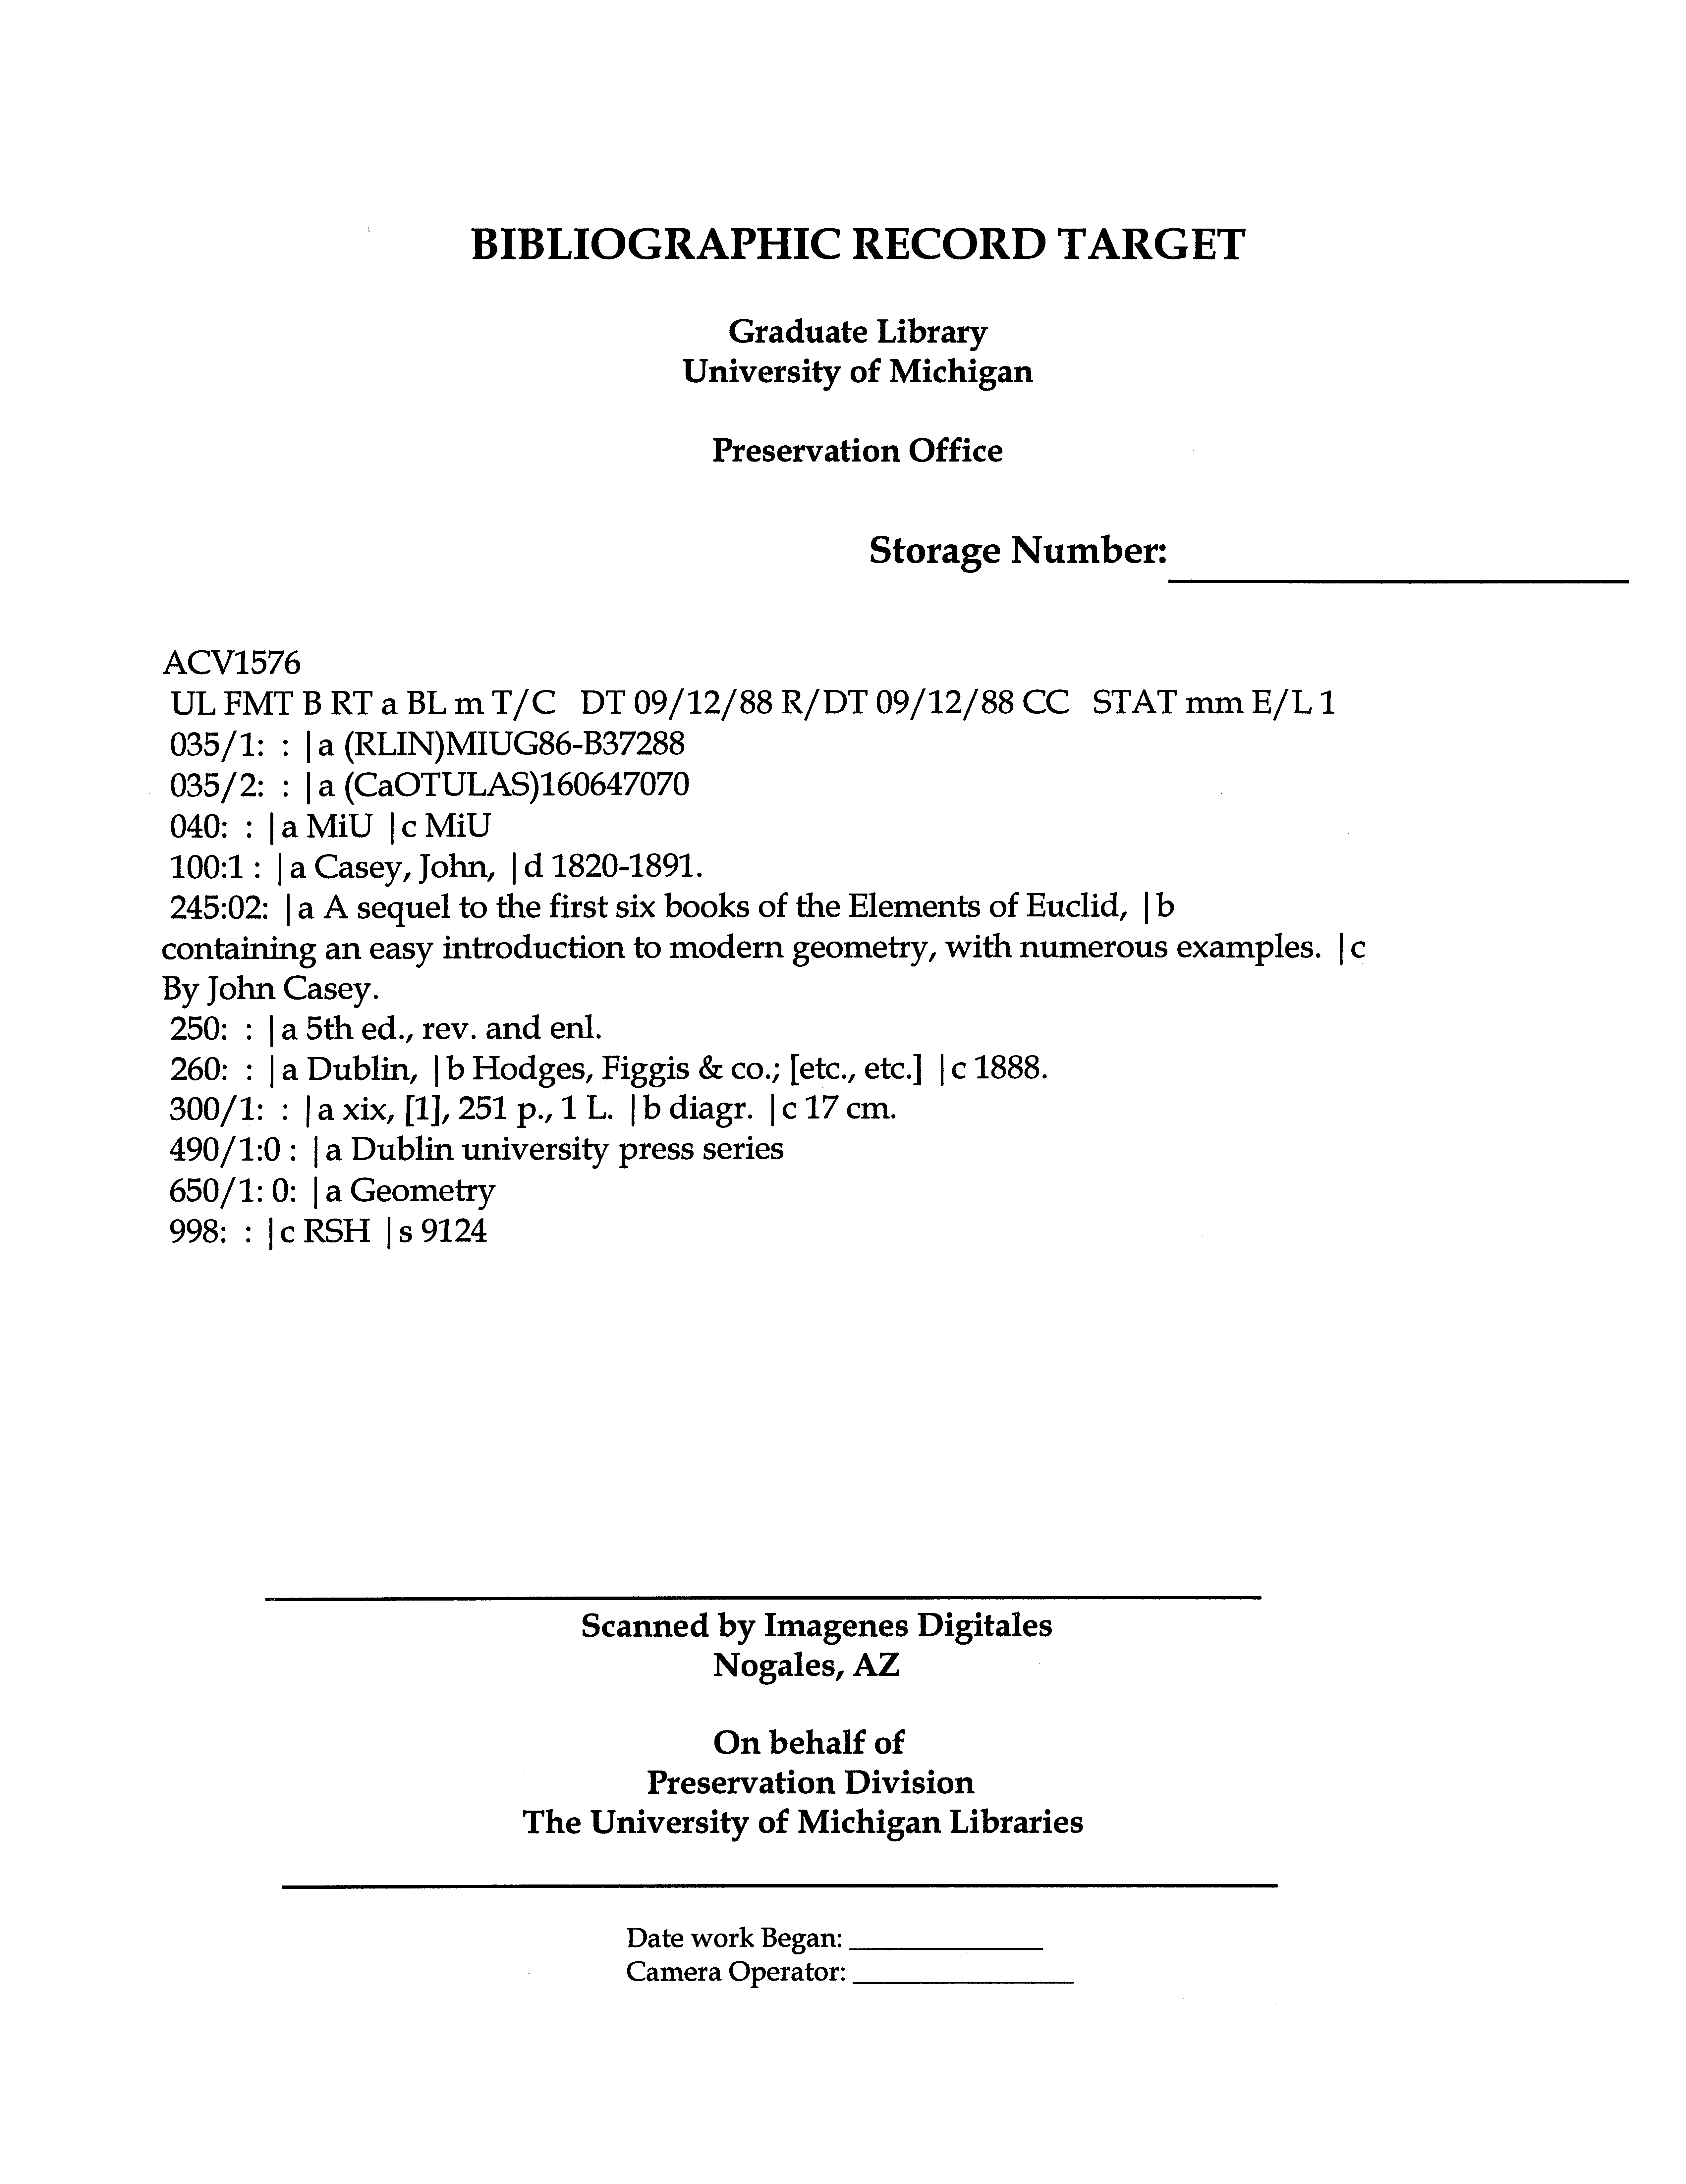 BIBLIOGRAPHIC RECORD TARGET
Graduate Library
University of Michigan
Preservation Office
Storage Number:
ACV1576
UL FMT B RT a BL m T/C DT 09/12/88 R/DT 09/12/88 CC STAT mm E/L 1
035/1: : |a (RLIN)MIUG86-B37288
035/2: : |a (CaOTULAS)160647070
040: : |a MiU |c MiU
100:1 : |a Casey, John, |d 1820-1891.
245:02: |a A sequel to the first six books of the Elements of Euclid, |b
containing an easy introduction to modern geometry, with numerous examples. |c
By John Casey.
250: : |a 5th ed., rev. and enl.
260: : |a Dublin, |b Hodges, Figgis & co.; [etc., etc.] |c 1888.
300/1: : |a xix, [1], 251 p., 1 L. |b diagr. |c 17 cm.
490/1:0 : |a Dublin university press series
650/1: 0: |a Geometry
998: : |c RSH |s 9124
Scanned by Imagenes Digitales
Nogales, AZ
On behalf of
Preservation Division
The University of Michigan Libraries
Date work Began:
Camera Operator: